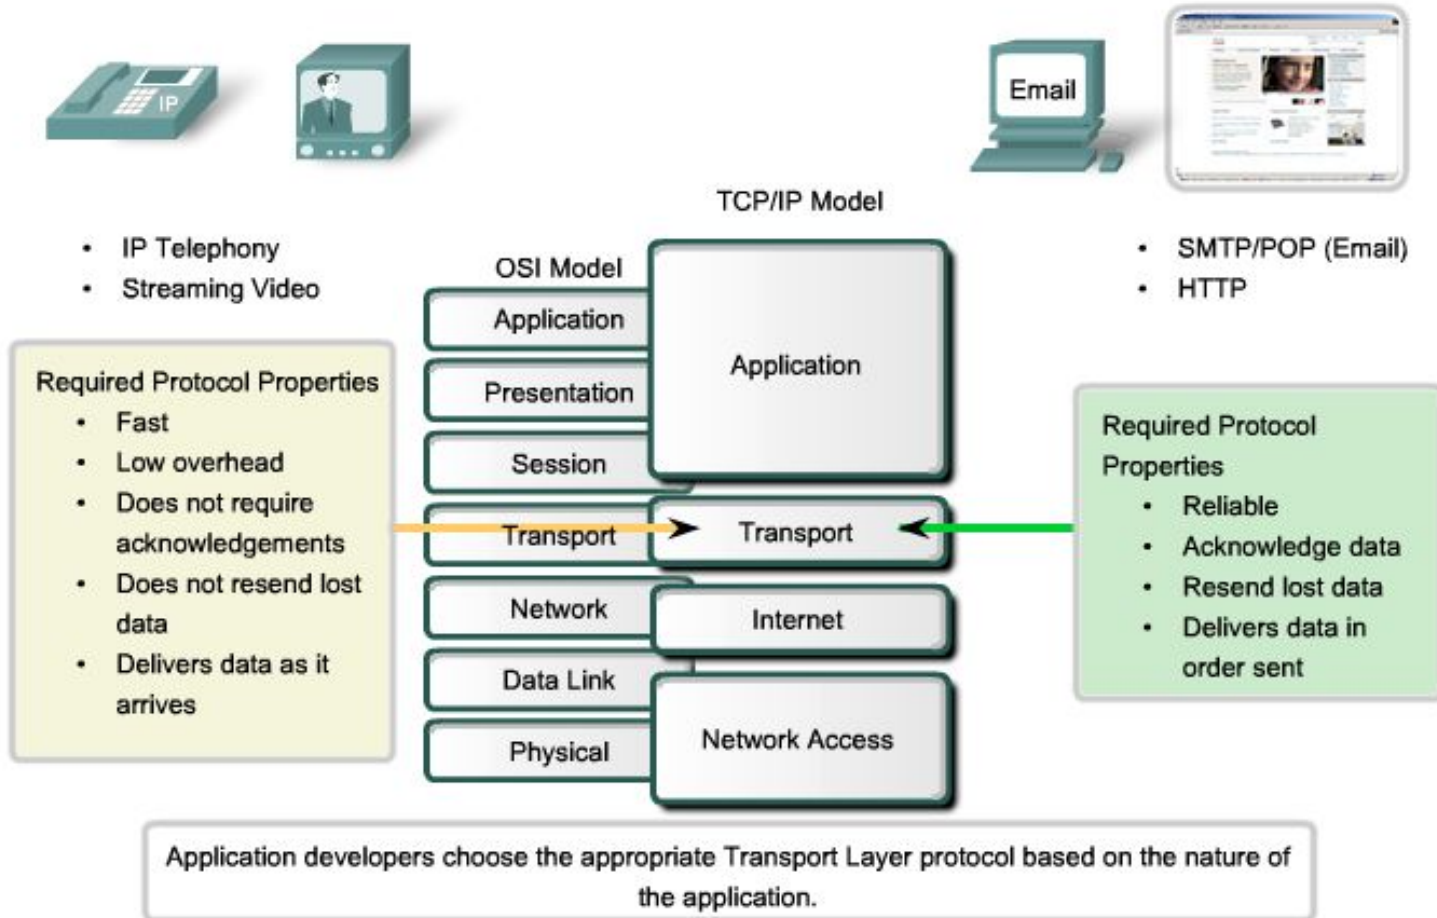 IP
Email
TCP/IP Model
• IP Telephony
• Streaming Video
OSI Model
• SMTP/POP (Email)
• HTTP
Application
Presentation
Session
Transport
Network
Data Link
Physical
Application
Transport
Internet
Network Access
Required Protocol Properties
• Fast
• Low overhead
• Does not require
acknowledgements
• Does not resend lost
data
• Delivers data as it
arrives
Required Protocol
Properties
• Reliable
• Acknowledge data
• Resend lost data
• Delivers data in
order sent
Application developers choose the appropriate Transport Layer protocol based on the nature of
the application.